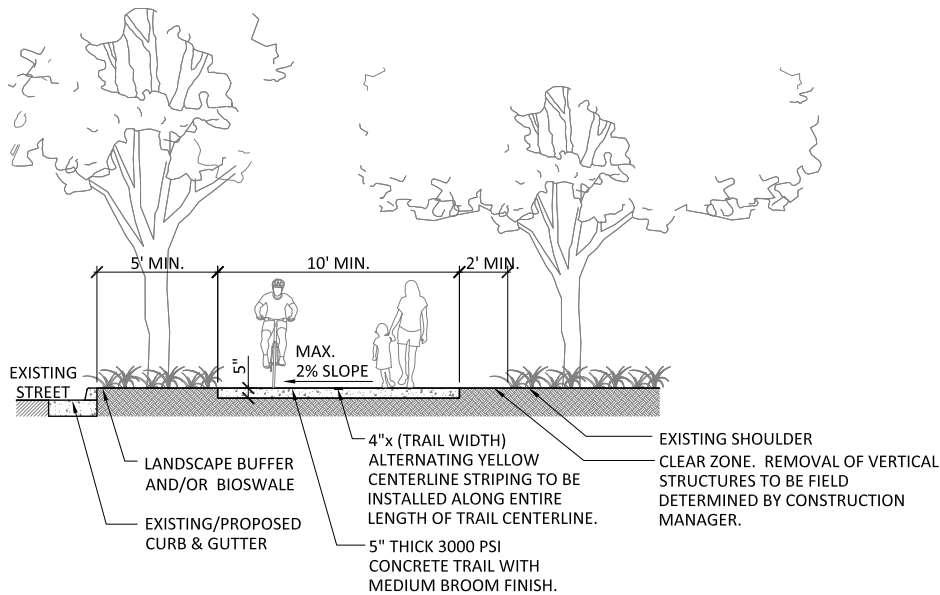 5' MIN.
10' MIN.
2' MIN.
5"
MAX.
2% SLOPE
EXISTING
STREET
LANDSCAPE BUFFER
AND/OR BIOSWALE
EXISTING/PROPOSED
CURB & GUTTER
4"x (TRAIL WIDTH)
ALTERNATING YELLOW
CENTERLINE STRIPING TO BE
INSTALLED ALONG ENTIRE
LENGTH OF TRAIL CENTERLINE.
5" THICK 3000 PSI
CONCRETE TRAIL WITH
MEDIUM BROOM FINISH.
EXISTING SHOULDER
CLEAR ZONE. REMOVAL OF VERTICAL
STRUCTURES TO BE FIELD
DETERMINED BY CONSTRUCTION
MANAGER.